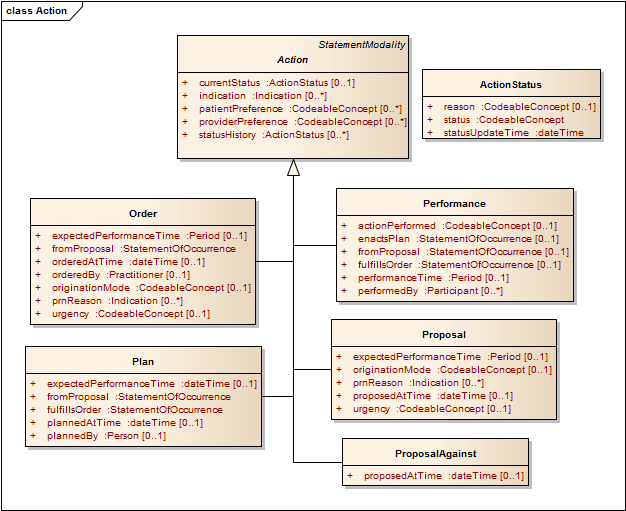 class Action
StatementModality
Action
+ currentStatus :ActionStatus [0..1]
+ indication :Indication [0..*]
+ patientPreference :CodeableConcept [0..*]
+ providerPreference :CodeableConcept [0..*]
+ statusHistory :ActionStatus [0..*]
ActionStatus
+ reason :CodeableConcept [0..1]
+ status :CodeableConcept
+ statusUpdateTime :dateTime
Order
+ expectedPerformanceTime :Period [0..1]
+ fromProposal :StatementOfOccurrence
+ orderedAtTime :dateTime [0..1]
+ orderedBy :Practitioner [0..1]
+ originationMode :CodeableConcept [0..1]
+ prnReason :Indication [0..*]
+ urgency :CodeableConcept [0..1]
Performance
+ actionPerformed :CodeableConcept [0..1]
+ enactsPlan :StatementOfOccurrence [0..1]
+ fromProposal :StatementOfOccurrence [0..1]
+ fulfillsOrder :StatementOfOccurrence [0..1]
+ performanceTime :Period [0..1]
+ performedBy :Participant [0..*]
Plan
+ expectedPerformanceTime :dateTime [0..1]
+ fromProposal :StatementOfOccurrence
+ fulfillsOrder :StatementOfOccurrence
+ plannedAtTime :dateTime [0..1]
+ plannedBy :Person [0..1]
Proposal
+ expectedPerformanceTime :Period [0..1]
+ originationMode :CodeableConcept [0..1]
+ prnReason :Indication [0..*]
+ proposedAtTime :dateTime [0..1]
+ urgency :CodeableConcept [0..1]
ProposalAgainst
+ proposedAtTime :dateTime [0..1]